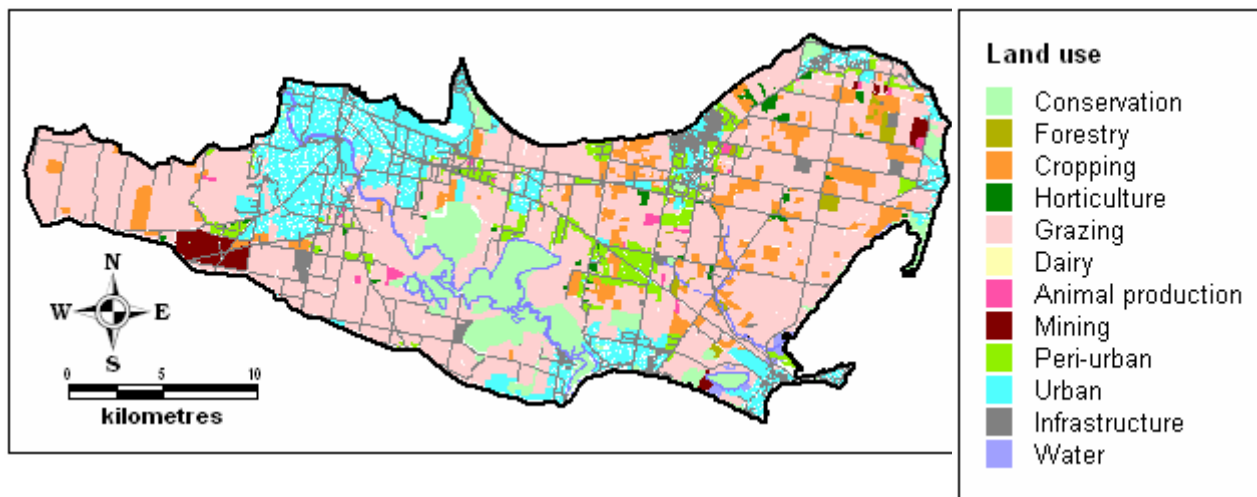 N
W E
S
0 5 10
kilometres
Land use
Conservation
Forestry
Cropping
Horticulture
Grazing
Dairy
Animal production
Mining
Peri-urban
Urban
Infrastructure
Water